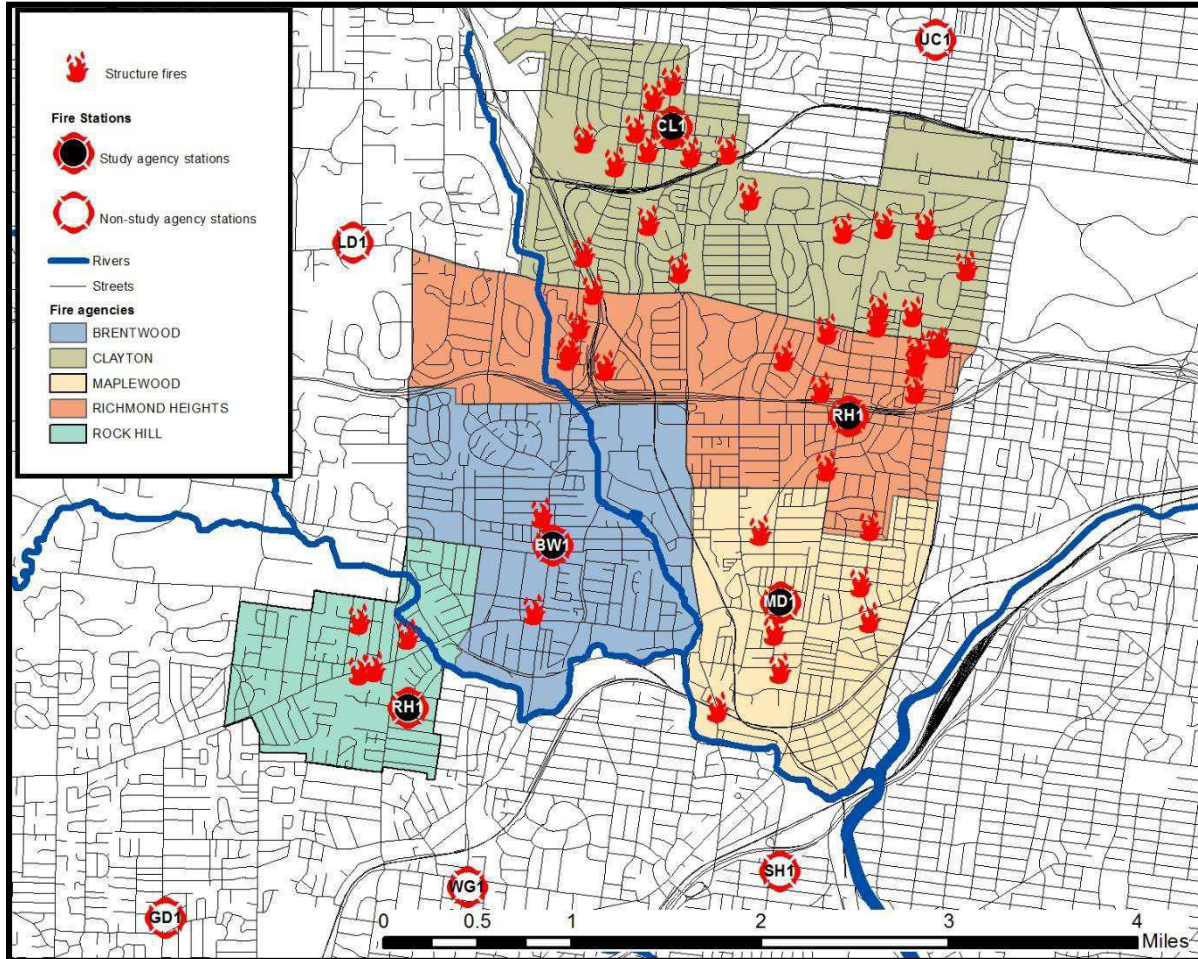 Structure fires
Fire Stations
Study agency stations
Non-study agency stations
Rivers
Streets
Fire agencies
BRENTWOOD
CLAYTON
MAPLEWOOD
RICHMOND HEIGHTS
ROCK HILL
UC1
CL1
LD1
RH1
BW1
MD1
RH1
SH1
WG1
GD1
0 0.5 1 2 3 4
Miles